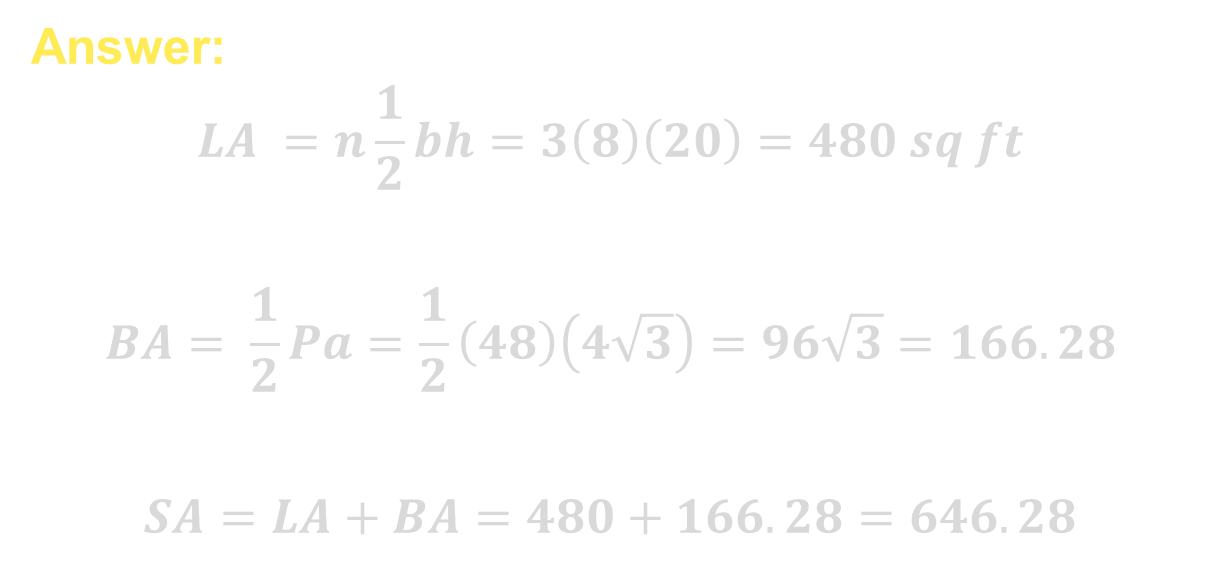 Answer:
LA = n 1/2 bh = 3(8)(20) = 480 sq ft
BA = 1/2 Pa = 1/2 (48)(4√3) = 96√3 = 166.28
SA = LA + BA = 480 + 166.28 = 646.28